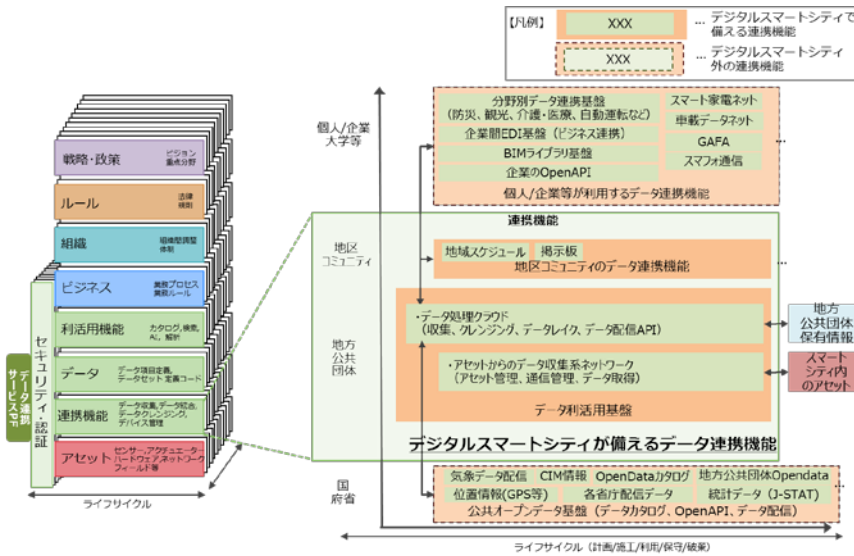 【凡例】
XXX
… デジタルスマートシティで
備える連携機能
XXX
… デジタルスマートシティ
外の連携機能
戦略・政策
ビジョン
重点分野
ルール
法律
規則
組織
組織間調整
体制
ビジネス
業務プロセス
業務ルール
利活用機能
カタログ,検索,
AI, 解析
データ
データ項目定義,
データセット 定義コード
連携機能
データ収集,データ統合,
データクレンジング,
デバイス管理
アセット
センサー,アクチュエーター
ハードウェア,ネットワーク
フィールド等
セキュリティ・認証
データ連携
サービスPF
ライフサイクル
個人/企業
大学等
分野別データ連携基盤
(防災、観光、介護・医療、自動運転など)
企業間EDI基盤(ビジネス連携)
BIMライブラリ基盤
企業のOpenAPI
スマート家電ネット
車載データネット
GAFA
スマフォ通信
…
個人/企業等が利用するデータ連携機能
連携機能
地区
コミュニティ
地域スケジュール
掲示板
地区コミュニティのデータ連携機能
…
地方
公共
団体
・データ処理クラウド
(収集、クレンジング、データレイク、データ配信API)
・アセットからのデータ収集系ネットワーク
(アセット管理、通信管理、データ取得)
データ利活用基盤
地方
公共団体
保有情報
スマート
シティ内
のアセット
デジタルスマートシティが備えるデータ連携機能
国
府省
気象データ配信
CIM情報
OpenDataカタログ
地方公共団体Opendata
位置情報(GPS等)
各省庁配信データ
統計データ(J-STAT)
公共オープンデータ基盤(データカタログ、OpenAPI、データ配信)
…
ライフサイクル(計画/施工/利用/保守/破棄)